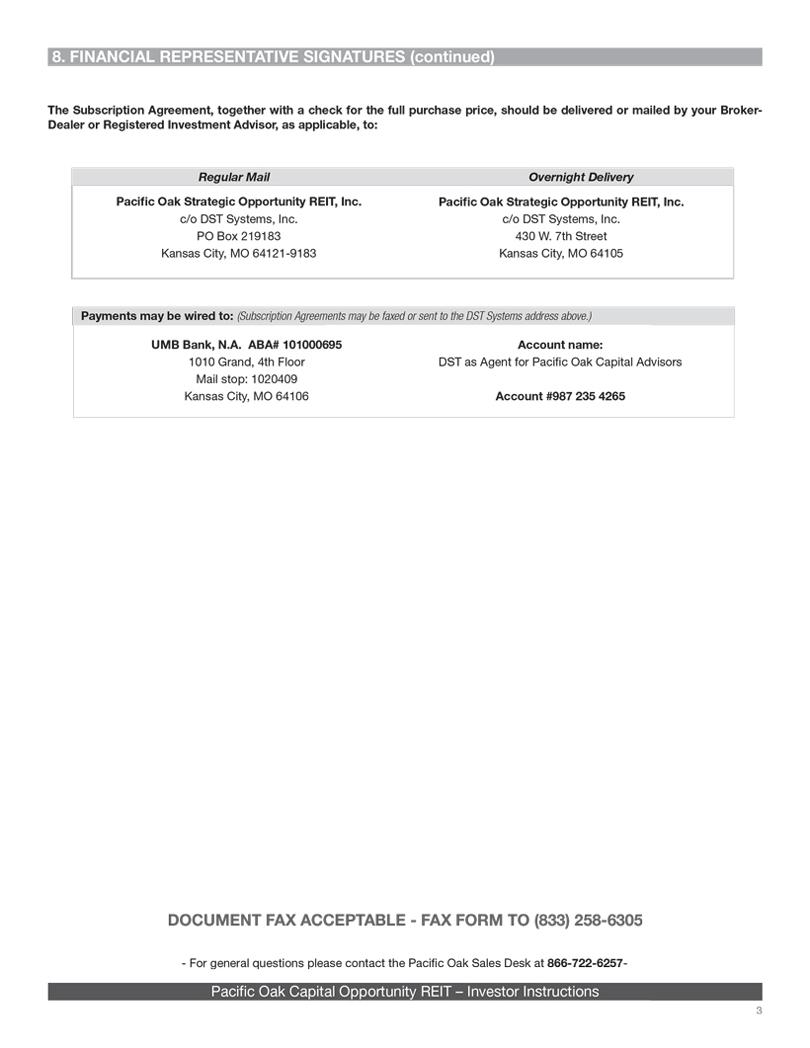 8. FINANCIAL REPRESENTATIVE SIGNATURES (continued)
The Subscription Agreement, together with a check for the full purchase price, should be delivered or mailed by your Broker-
Dealer or Registered Investment Advisor, as applicable, to:
Regular Mail
Pacific Oak Strategic Opportunity REIT, Inc.
c/o DST Systems, Inc.
PO Box 219183
Kansas City, MO 64121-9183
Overnight Delivery
Pacific Oak Strategic Opportunity REIT, Inc.
c/o DST Systems, Inc.
430 W. 7th Street
Kansas City, MO 64105
Payments may be wired to: (Subscription Agreements may be faxed or sent to the DST Systems address above.)
UMB Bank, N.A. ABA# 101000695
1010 Grand, 4th Floor
Mail stop: 1020409
Kansas City, MO 64106
Account name:
DST as Agent for Pacific Oak Capital Advisors
Account #987 235 4265
DOCUMENT FAX ACCEPTABLE - FAX FORM TO (833) 258-6305
- For general questions please contact the Pacific Oak Sales Desk at 866-722-6257-
Pacific Oak Capital Opportunity REIT – Investor Instructions
3